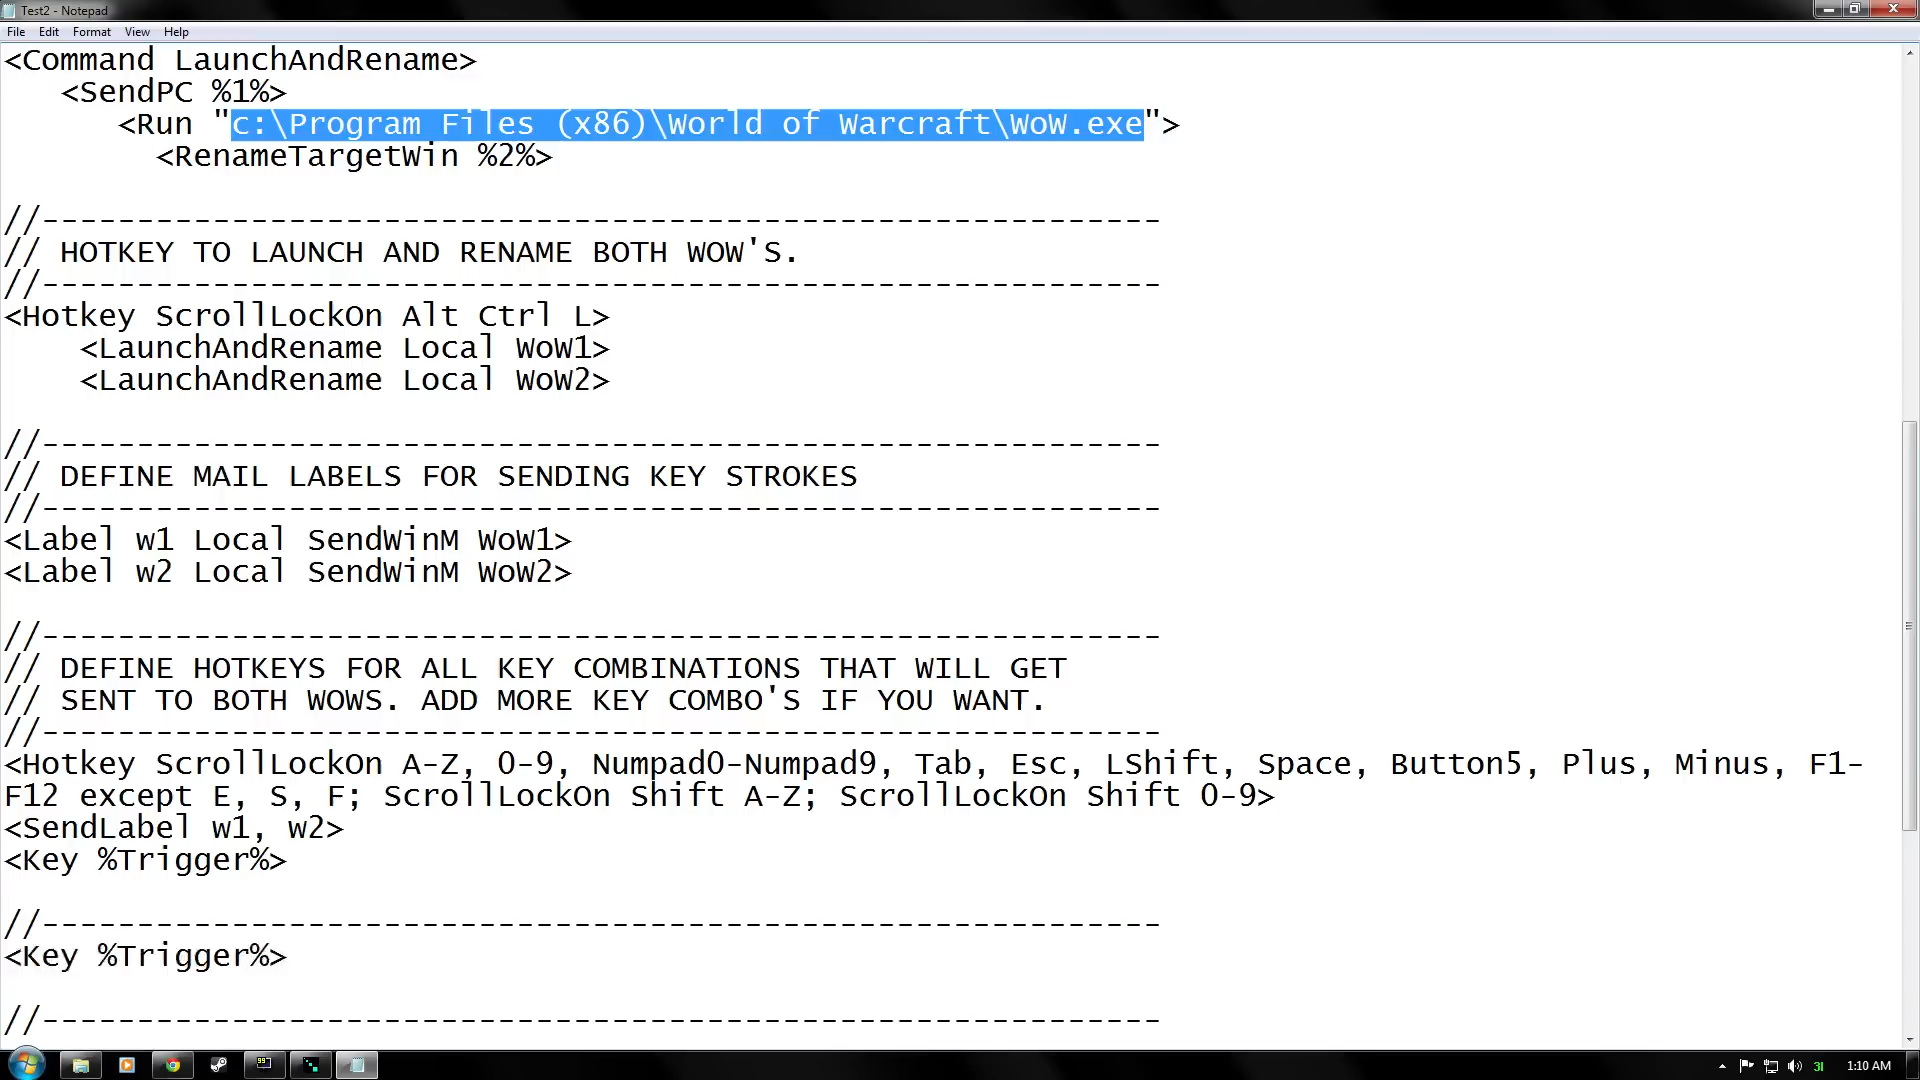 Test2 - Notepad
File Edit Format View Help
<Command LaunchAndRename>
<SendPC %1%>
<Run "c:\Program Files (x86)\World of Warcraft\WoW.exe">
<RenameTargetWin %2%>
//-----------------------------------------------------------
// HOTKEY TO LAUNCH AND RENAME BOTH WOW'S.
//-----------------------------------------------------------
<Hotkey ScrollLockOn Alt Ctrl L>
<LaunchAndRename Local WoW1>
<LaunchAndRename Local WoW2>
//-----------------------------------------------------------
// DEFINE MAIL LABELS FOR SENDING KEY STROKES
//-----------------------------------------------------------
<Label w1 Local SendWinM WoW1>
<Label w2 Local SendWinM WoW2>
//-----------------------------------------------------------
// DEFINE HOTKEYS FOR ALL KEY COMBINATIONS THAT WILL GET
// SENT TO BOTH WOWS. ADD MORE KEY COMBO'S IF YOU WANT.
//-----------------------------------------------------------
<Hotkey ScrollLockOn A-Z, 0-9, Numpad0-Numpad9, Tab, Esc, LShift, Space, Button5, Plus, Minus, F1-
F12 except E, S, F; ScrollLockOn Shift A-Z; ScrollLockOn Shift 0-9>
<SendLabel w1, w2>
<Key %Trigger%>
//-----------------------------------------------------------
<Key %Trigger%>
//-----------------------------------------------------------
99 31 1:10 AM